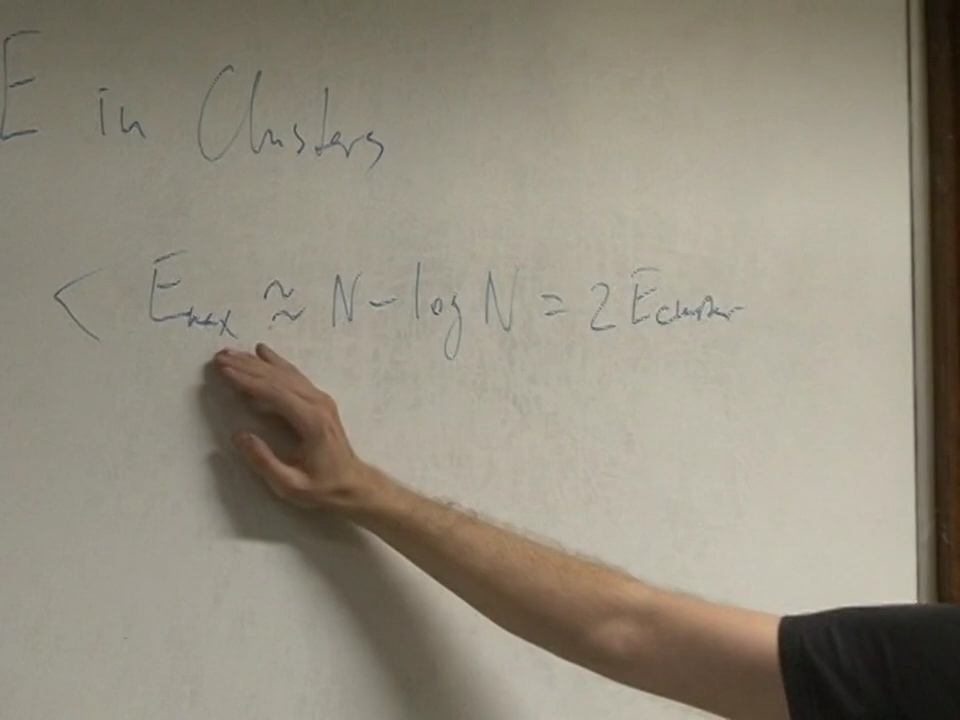 E in Clusters
< Emax ≈ N - log N = 2 Ecluster